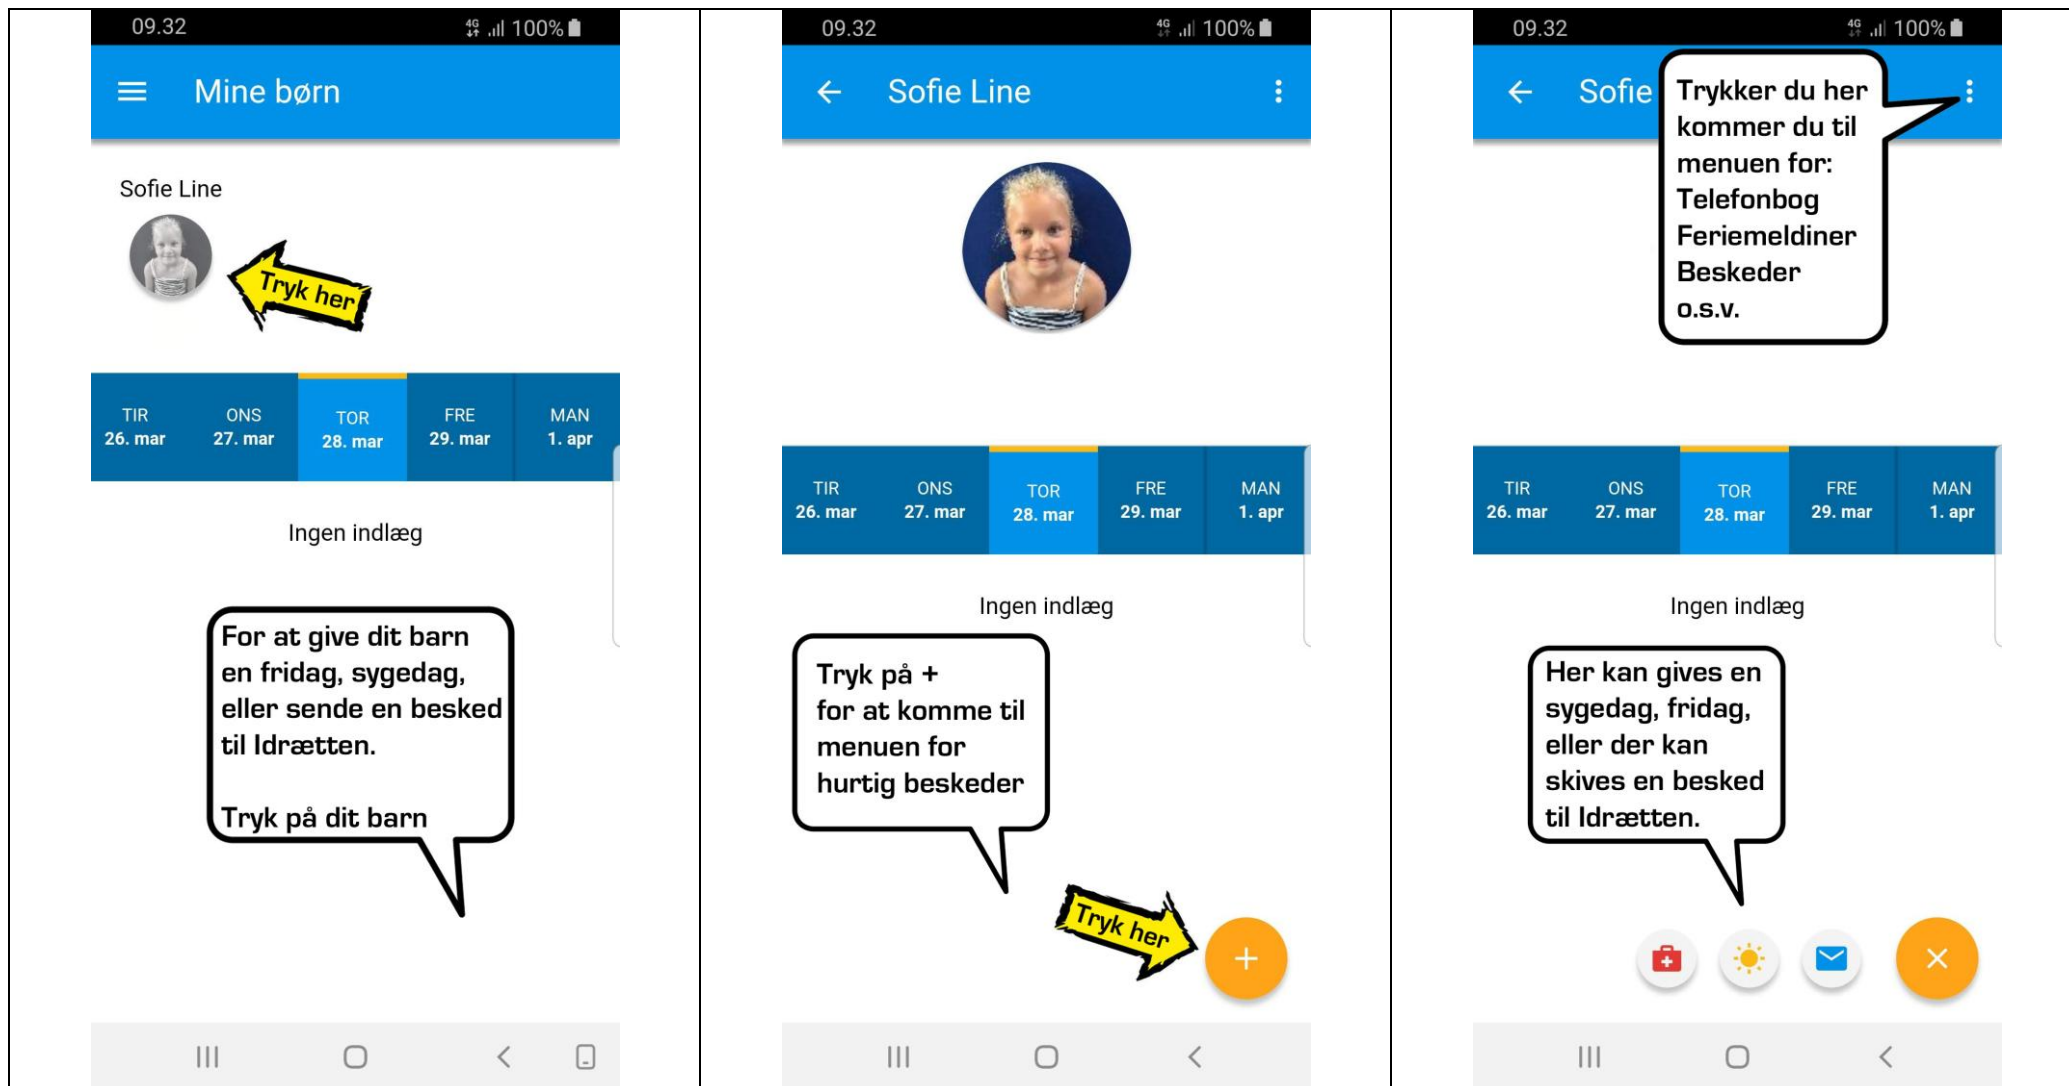 09.32
4G 100%
Mine børn
Sofie Line
Tryk her
TIR ONS TOR FRE MAN
26. mar 27. mar 28. mar 29. mar 1. apr
Ingen indlæg
For at give dit barn
en fridag, sygedag,
eller sende en besked
til Idrætten.
Tryk på dit barn
09.32
4G 100%
Sofie Line
TIR ONS TOR FRE MAN
26. mar 27. mar 28. mar 29. mar 1. apr
Ingen indlæg
Tryk på +
for at komme til
menuen for
hurtig beskeder
Tryk her
09.32
4G 100%
Sofie
Trykker du her
kommer du til
menuen for:
Telefonbog
Feriemeldiner
Beskeder
o.s.v.
TIR ONS TOR FRE MAN
26. mar 27. mar 28. mar 29. mar 1. apr
Ingen indlæg
Her kan gives en
sygedag, fridag,
eller der kan
skives en besked
til Idrætten.